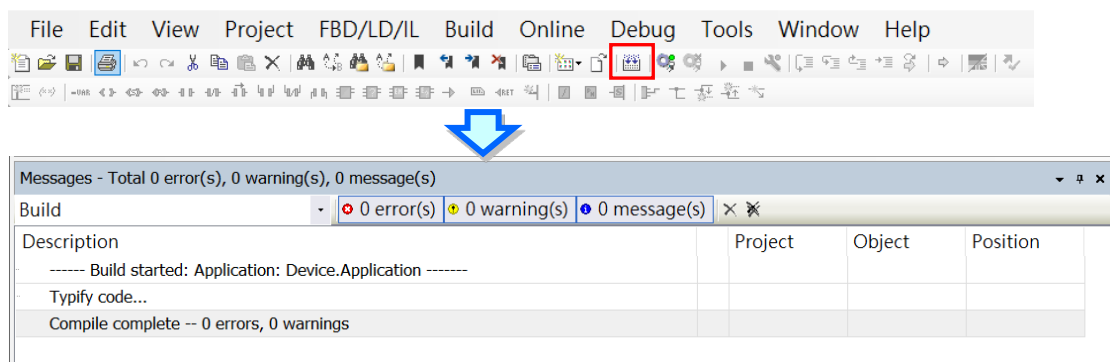 File Edit View Project FBD/LD/IL Build Online Debug Tools Window Help
Messages - Total 0 error(s), 0 warning(s), 0 message(s)
Build 0 error(s) 0 warning(s) 0 message(s)
Description Project Object Position
------ Build started: Application: Device.Application -------
Typify code...
Compile complete -- 0 errors, 0 warnings